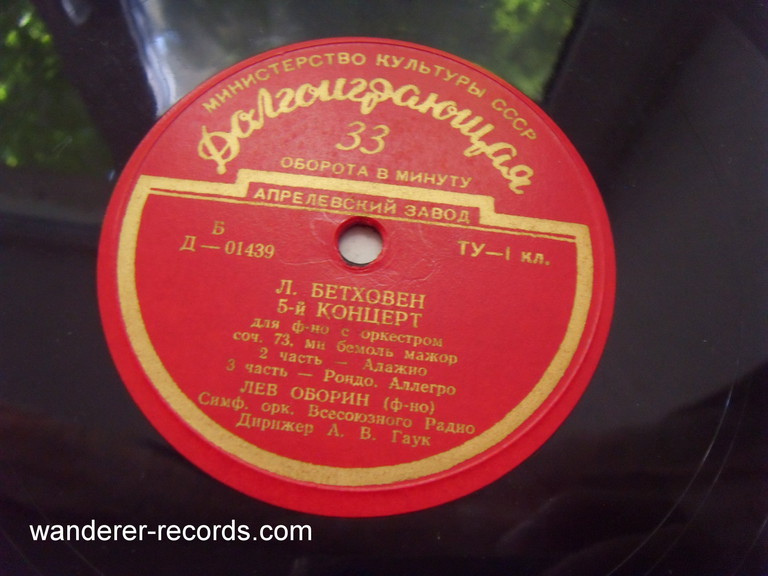 МИНИСТЕРСТВО КУЛЬТУРЫ СССР
Долгоиграющая
33
ОБОРОТА В МИНУТУ
АПРЕЛЕВСКИЙ ЗАВОД
Б
Д — 01439
ТУ—I кл.
Л. БЕТХОВЕН
5-й КОНЦЕРТ
для ф-но с оркестром
соч. 73, ми бемоль мажор
2 часть — Адажио
3 часть — Рондо. Аллегро
ЛЕВ ОБОРИН (ф-но)
Симф. орк. Всесоюзного Радио
Дирижер А. В. Гаук
wanderer-records.com